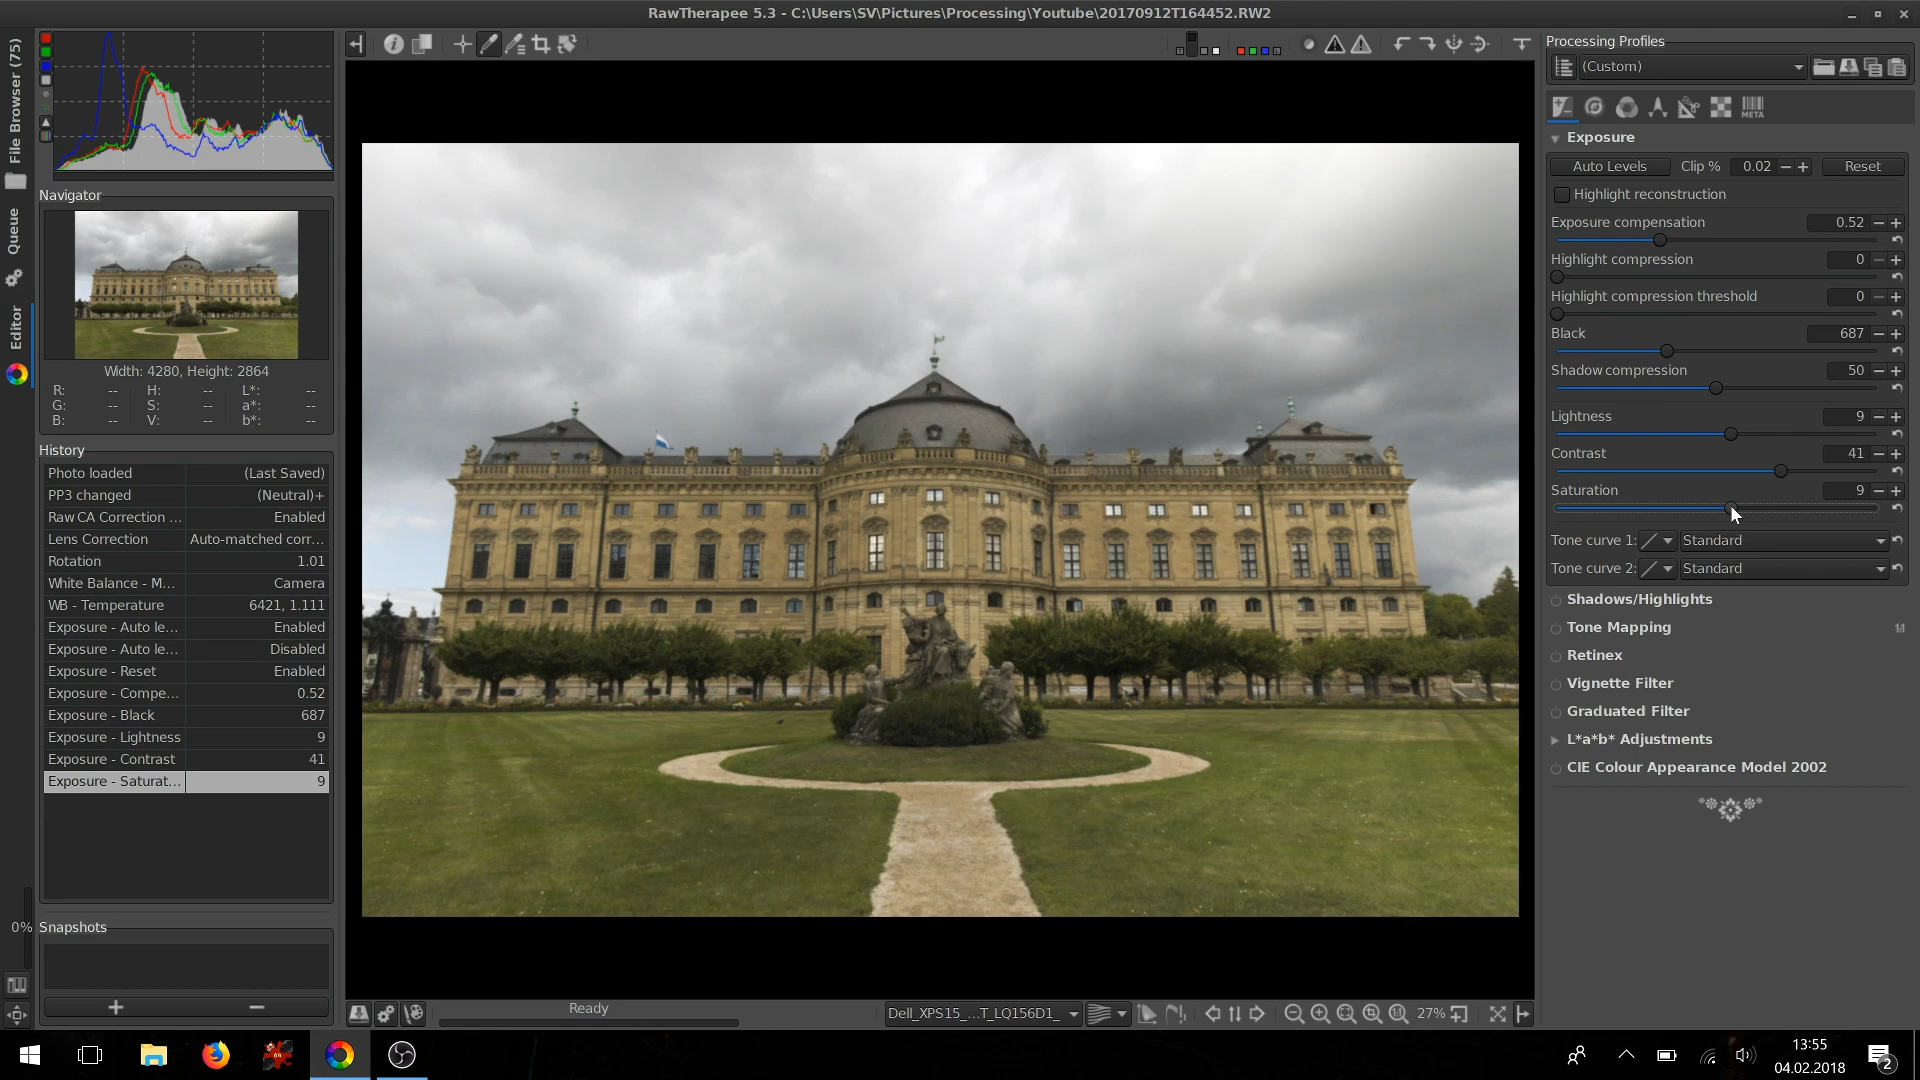 RawTherapee 5.3 - C:\Users\SV\Pictures\Processing\Youtube\20170912T164452.RW2
File Browser (75)
Queue
Editor
0%
Navigator
Width: 4280, Height: 2864
R: -- H: -- L*: --
G: -- S: -- a*: --
B: -- V: -- b*: --
History
Photo loaded (Last Saved)
PP3 changed (Neutral)+
Raw CA Correction ... Enabled
Lens Correction Auto-matched corr...
Rotation 1.01
White Balance - M... Camera
WB - Temperature 6421, 1.111
Exposure - Auto le... Enabled
Exposure - Auto le... Disabled
Exposure - Reset Enabled
Exposure - Compe... 0.52
Exposure - Black 687
Exposure - Lightness 9
Exposure - Contrast 41
Exposure - Saturat... 9
Snapshots
Ready
Dell_XPS15_...T_LQ156D1_
27%
Processing Profiles
(Custom)
META
Exposure
Auto Levels Clip % 0.02 Reset
Highlight reconstruction
Exposure compensation 0.52
Highlight compression 0
Highlight compression threshold 0
Black 687
Shadow compression 50
Lightness 9
Contrast 41
Saturation 9
Tone curve 1: Standard
Tone curve 2: Standard
Shadows/Highlights
Tone Mapping 1:1
Retinex
Vignette Filter
Graduated Filter
L*a*b* Adjustments
CIE Colour Appearance Model 2002
13:55
04.02.2018
2